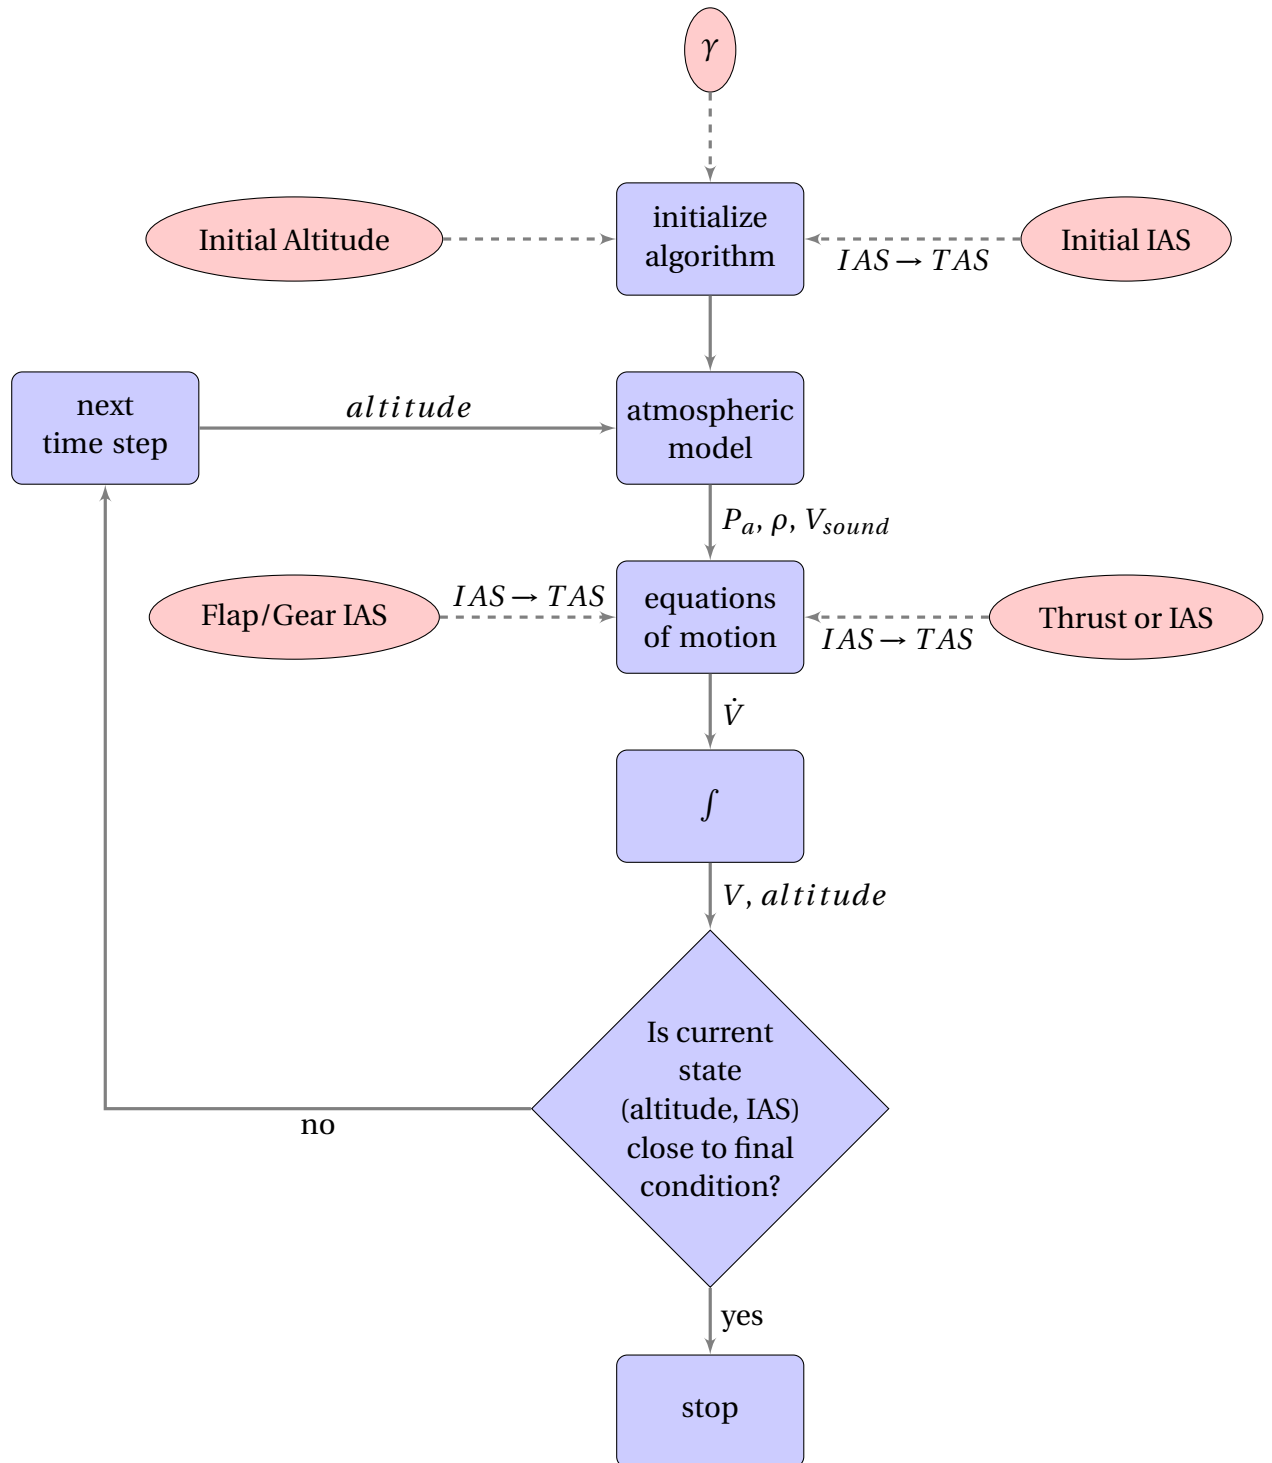 γ
Initial Altitude
initialize
algorithm
IAS → TAS
Initial IAS
next
time step
altitude
atmospheric
model
P_a, ρ, V_sound
Flap/Gear IAS
IAS → TAS
equations
of motion
IAS → TAS
Thrust or IAS
V̇
∫
V, altitude
Is current
state
(altitude, IAS)
close to final
condition?
no
yes
stop